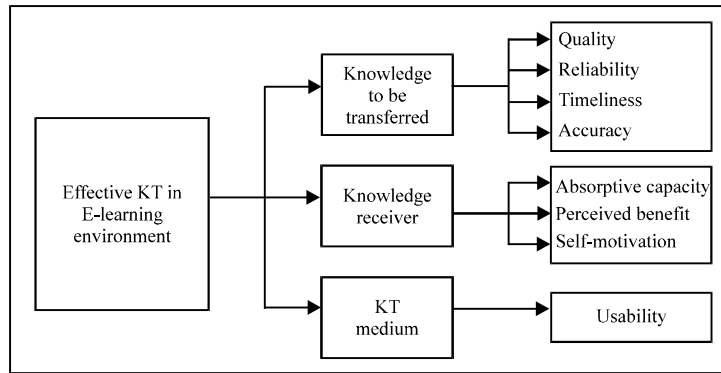 Effective KT in
E-learning
environment
Knowledge
to be
transferred
Quality
Reliability
Timeliness
Accuracy
Knowledge
receiver
Absorptive capacity
Perceived benefit
Self-motivation
KT
medium
Usability